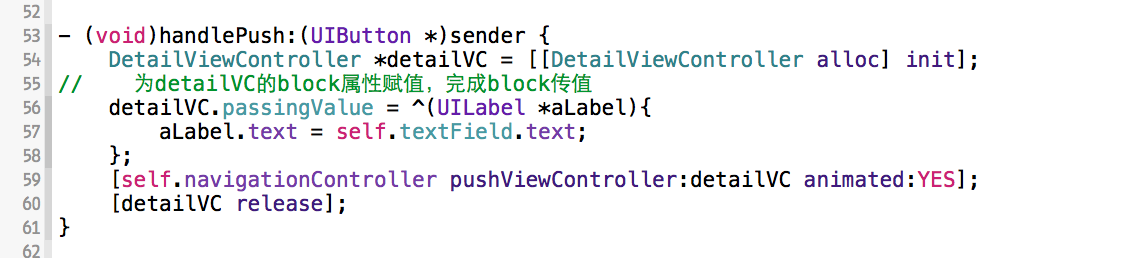 52
53 - (void)handlePush:(UIButton *)sender {
54     DetailViewController *detailVC = [[DetailViewController alloc] init];
55 //    为detailVC的block属性赋值，完成block传值
56     detailVC.passingValue = ^(UILabel *aLabel){
57         aLabel.text = self.textField.text;
58     };
59     [self.navigationController pushViewController:detailVC animated:YES];
60     [detailVC release];
61 }
62